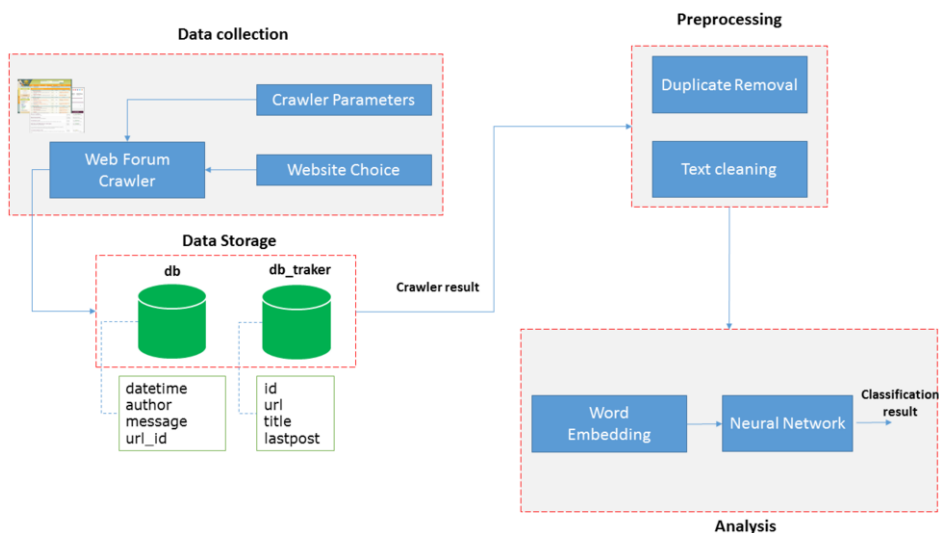 Data collection
Crawler Parameters
Web Forum
Crawler
Website Choice
Data Storage
db
db_traker
datetime
author
message
url_id
id
url
title
lastpost
Crawler result
Preprocessing
Duplicate Removal
Text cleaning
Word
Embedding
Neural Network
Classification
result
Analysis